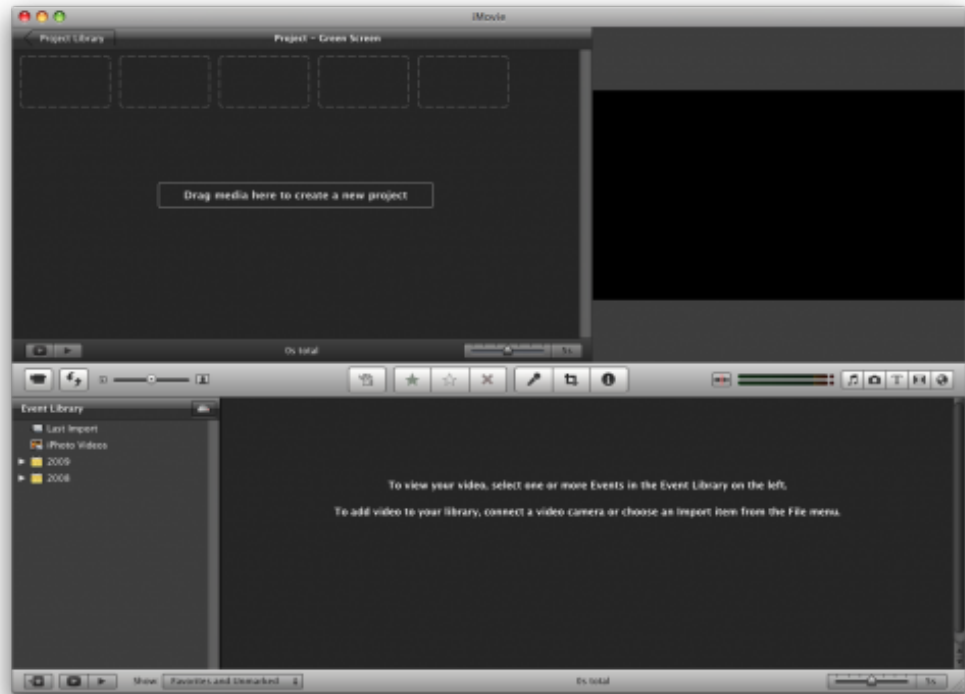 iMovie
Project Library
Project - Green Screen
Drag media here to create a new project
0s total
5s
Event Library
Last Import
iPhoto Videos
2009
2008
To view your video, select one or more Events in the Event Library on the left.
To add video to your library, connect a video camera or choose an Import item from the File menu.
Show: Favorites and Unmarked
0s total
5s